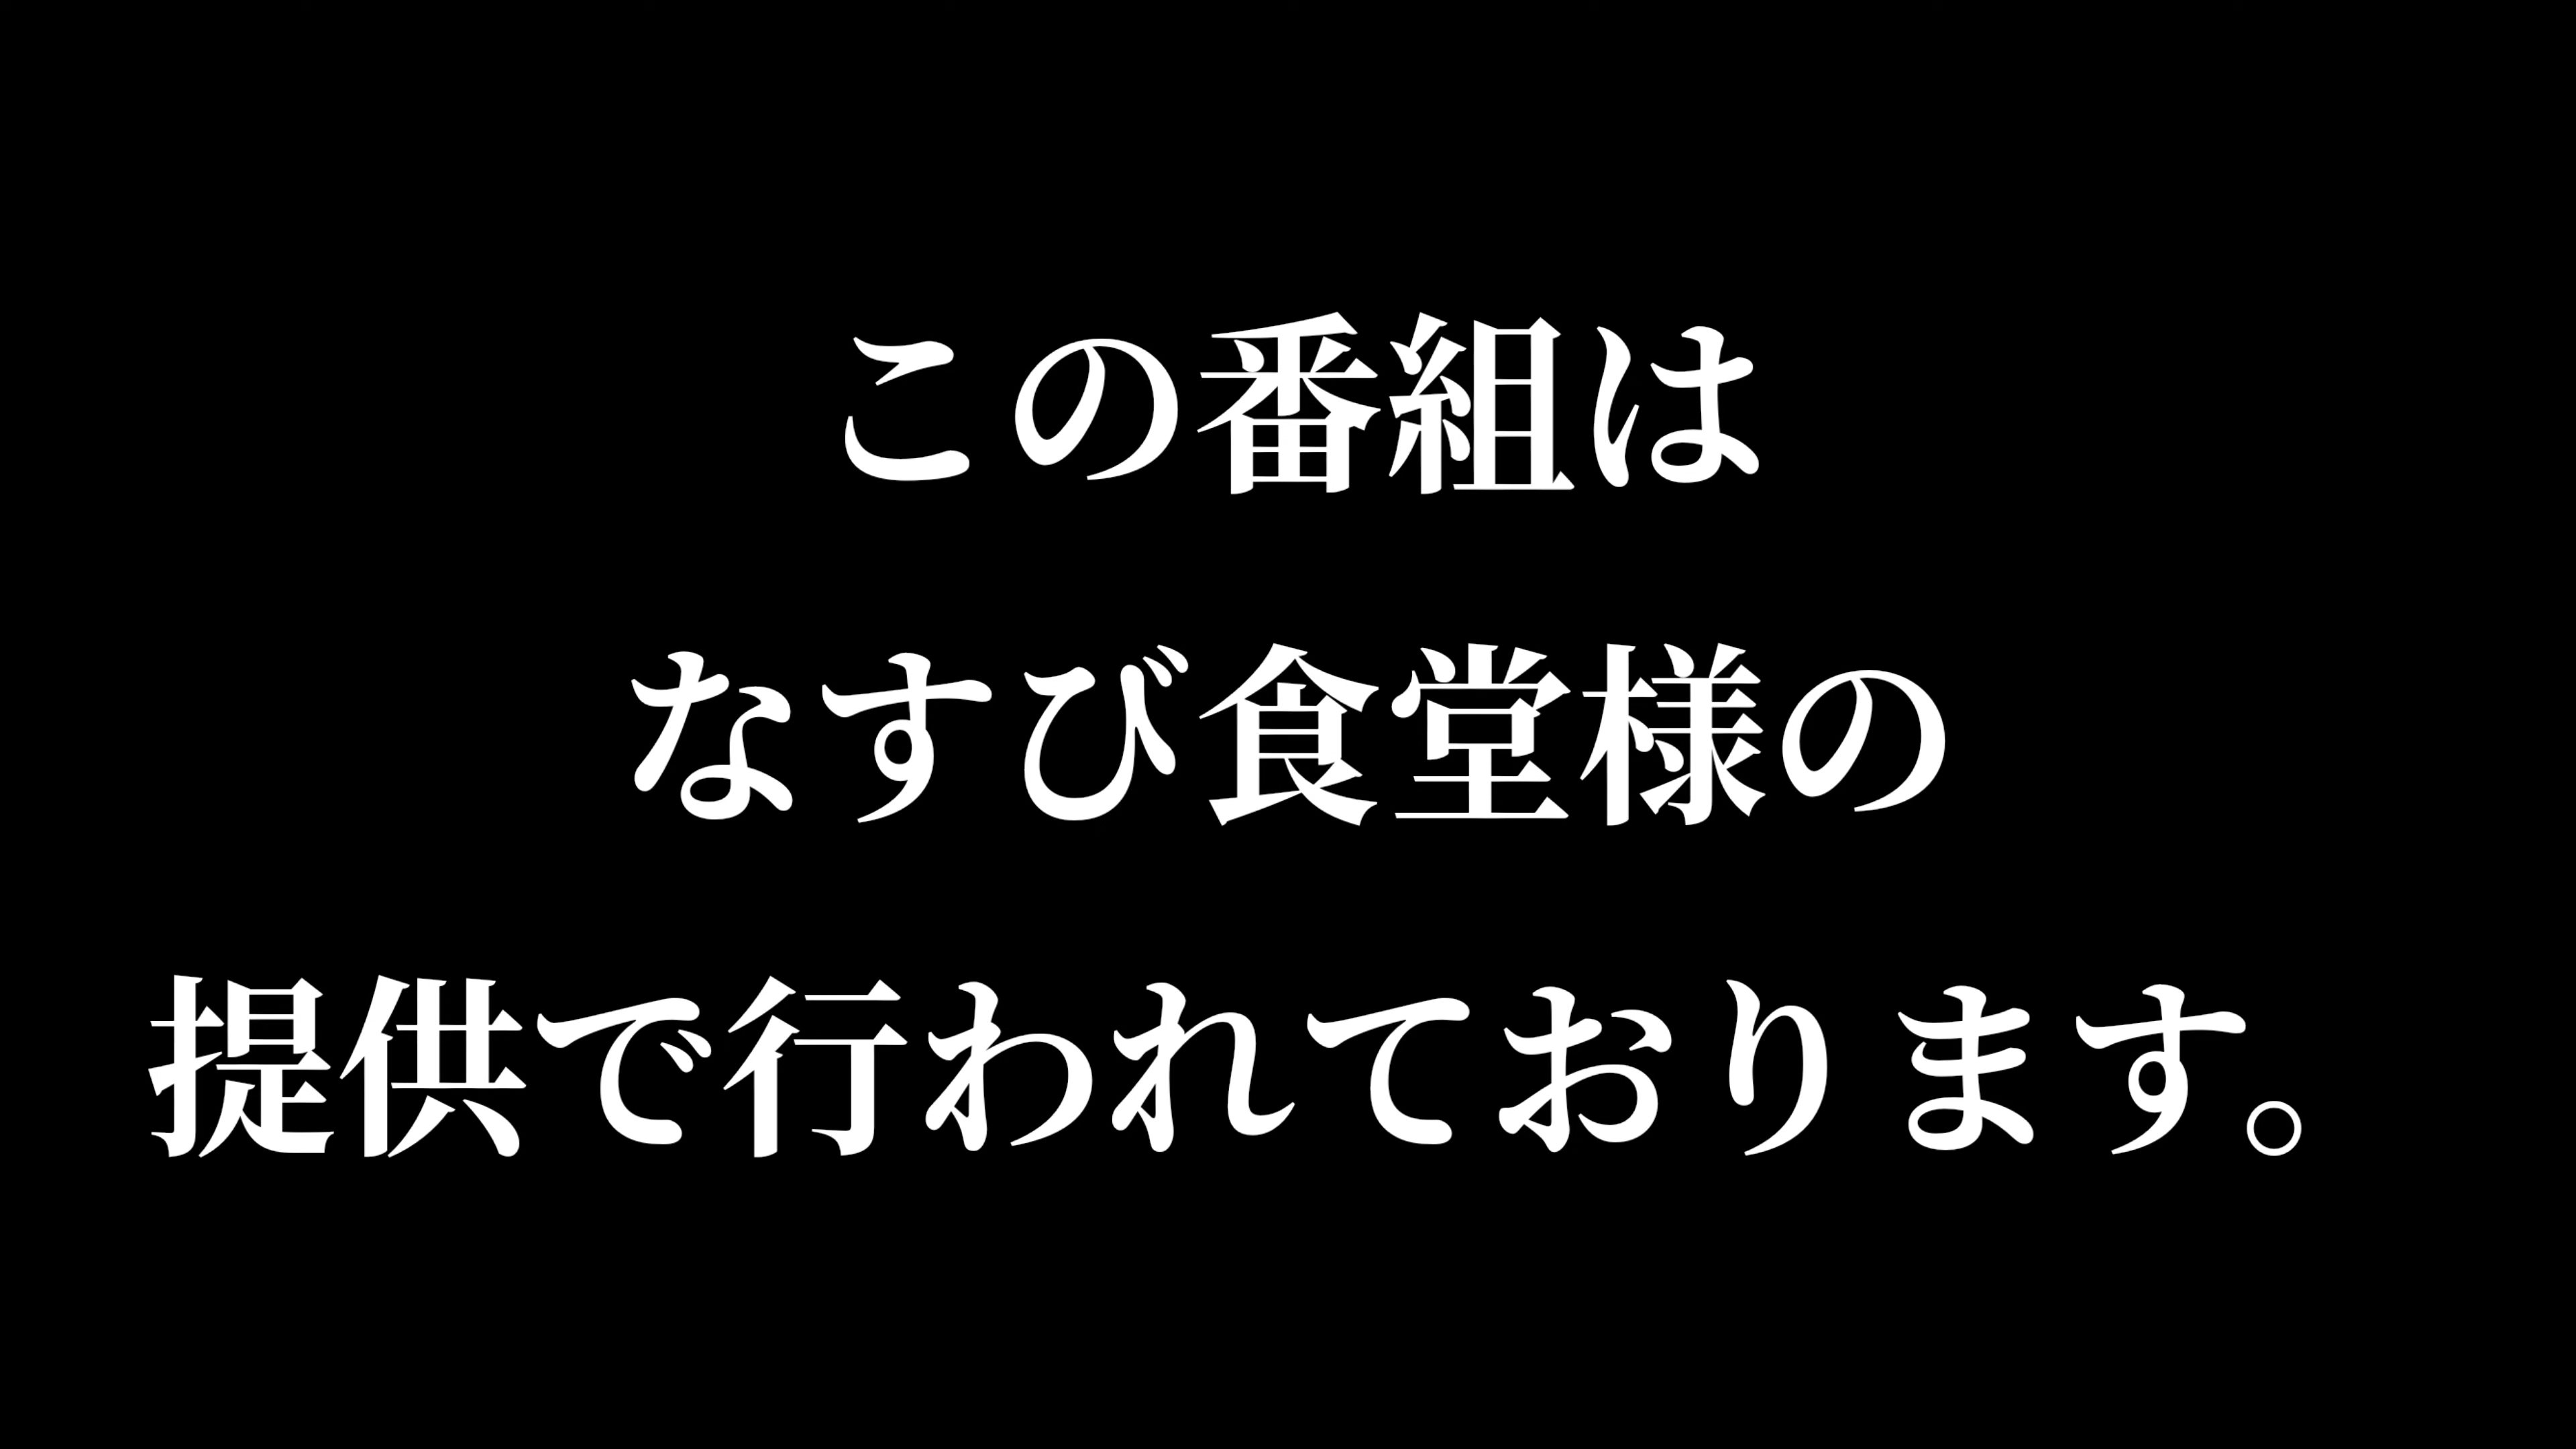 この番組は
なすび食堂様の
提供で行われております。